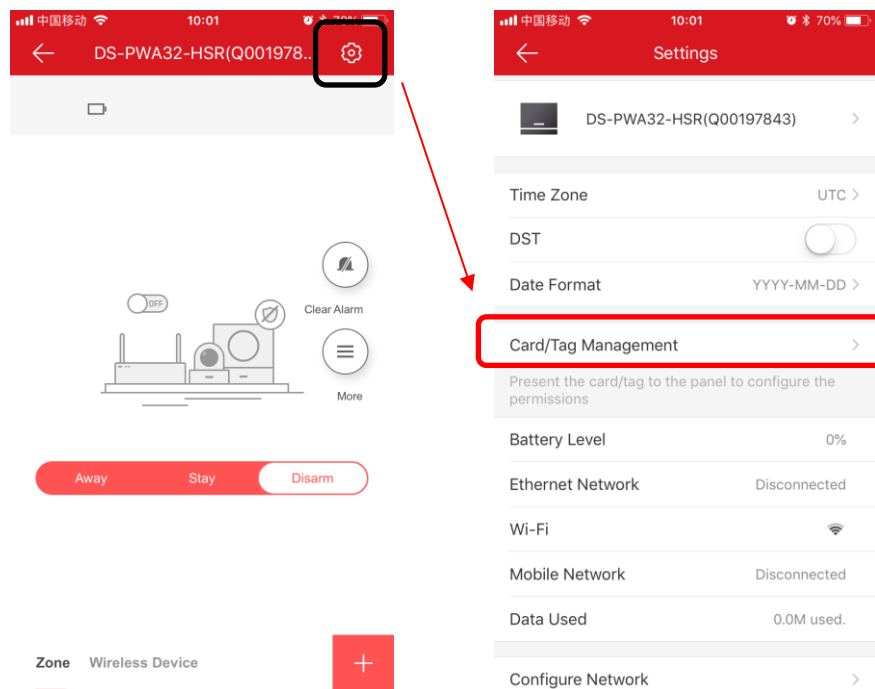 中国移动
10:01
70%
DS-PWA32-HSR(Q001978..
OFF
Clear Alarm
More
Away
Stay
Disarm
Zone
Wireless Device
中国移动
10:01
70%
Settings
DS-PWA32-HSR(Q00197843)
Time Zone
UTC
DST
Date Format
YYYY-MM-DD
Card/Tag Management
Present the card/tag to the panel to configure the
permissions
Battery Level
0%
Ethernet Network
Disconnected
Wi-Fi
Mobile Network
Disconnected
Data Used
0.0M used.
Configure Network